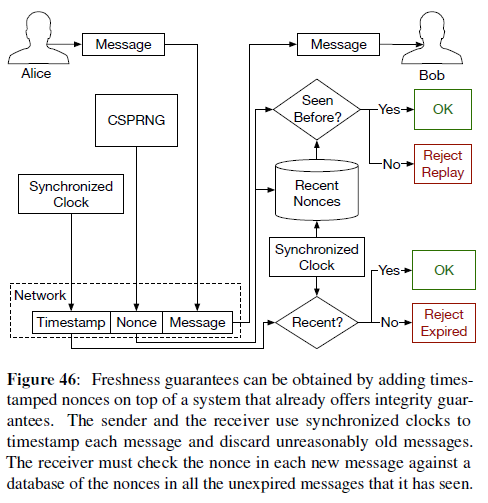 Message
Message
Alice
Bob
CSPRNG
Seen
Before?
Yes
OK
No
Reject
Replay
Synchronized
Clock
Recent
Nonces
Synchronized
Clock
Network
Timestamp Nonce Message
Recent?
Yes
OK
No
Reject
Expired
Figure 46: Freshness guarantees can be obtained by adding times-
tamped nonces on top of a system that already offers integrity guar-
antees. The sender and the receiver use synchronized clocks to
timestamp each message and discard unreasonably old messages.
The receiver must check the nonce in each new message against a
database of the nonces in all the unexpired messages that it has seen.